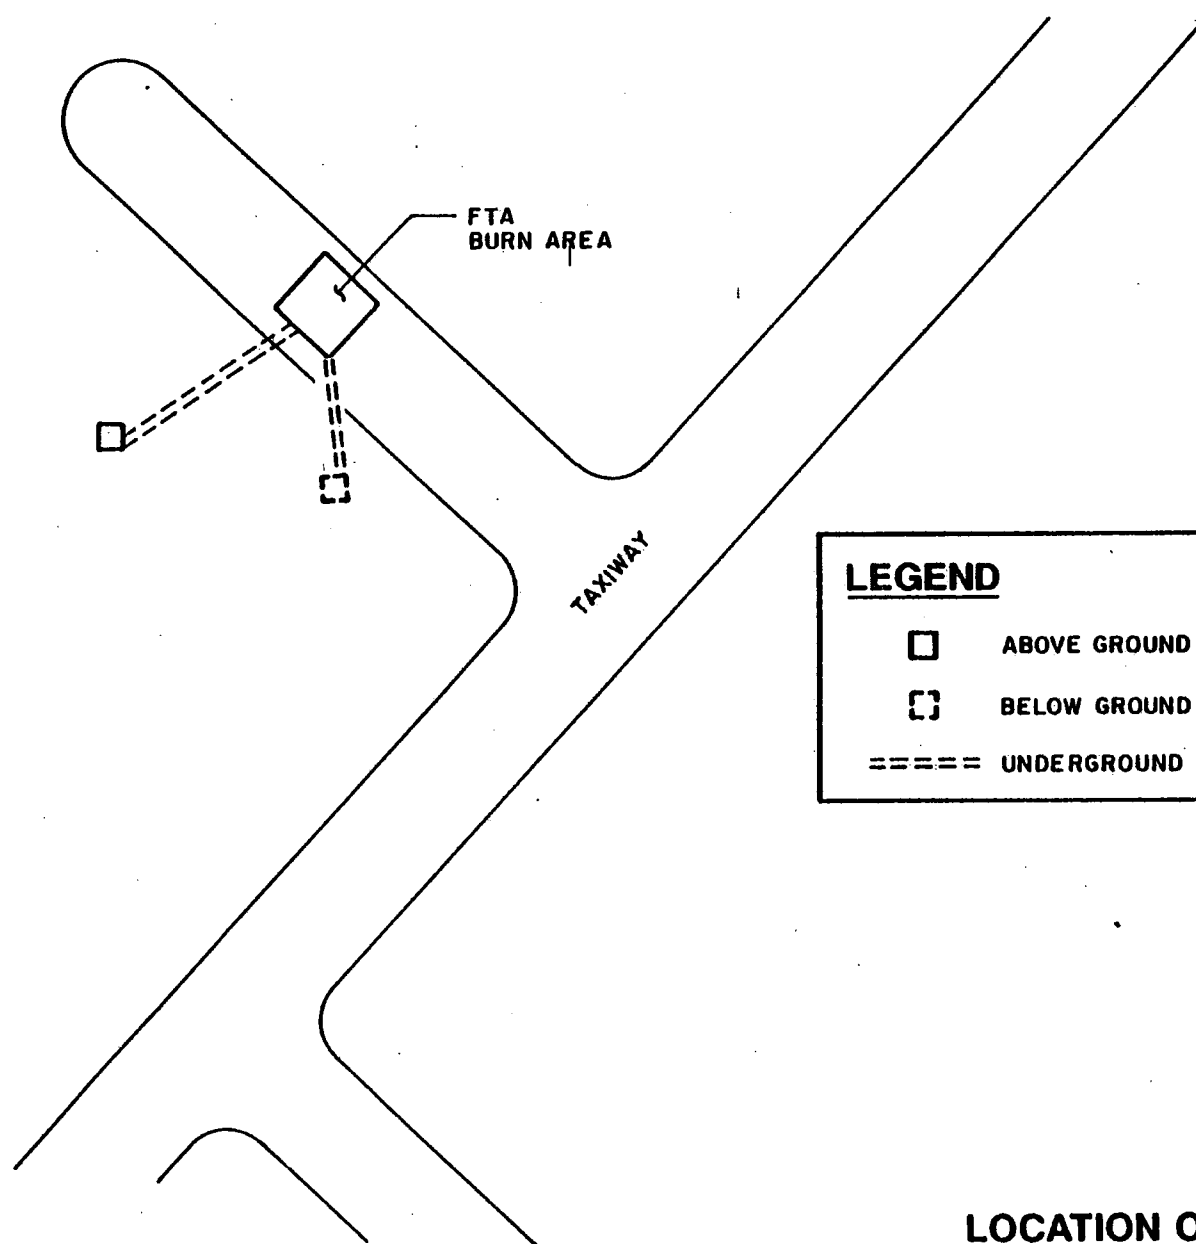 FTA
BURN AREA
TAXIWAY
LEGEND
ABOVE GROUND
BELOW GROUND
UNDERGROUND
LOCATION O